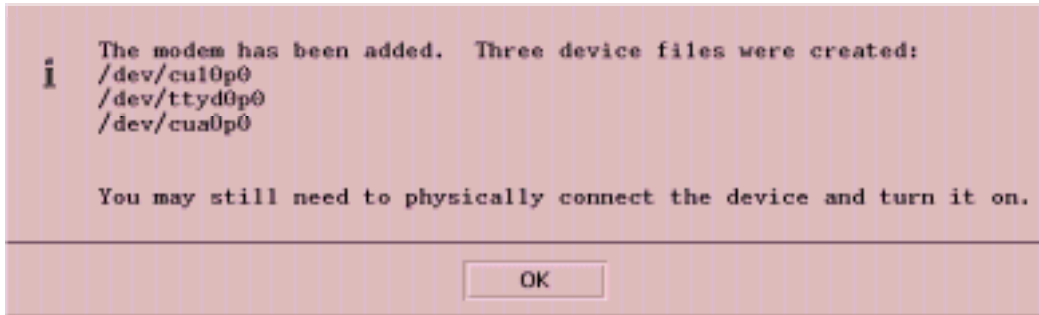 The modem has been added. Three device files were created:
i /dev/cul0p0
/dev/ttyd0p0
/dev/cua0p0
You may still need to physically connect the device and turn it on.
OK